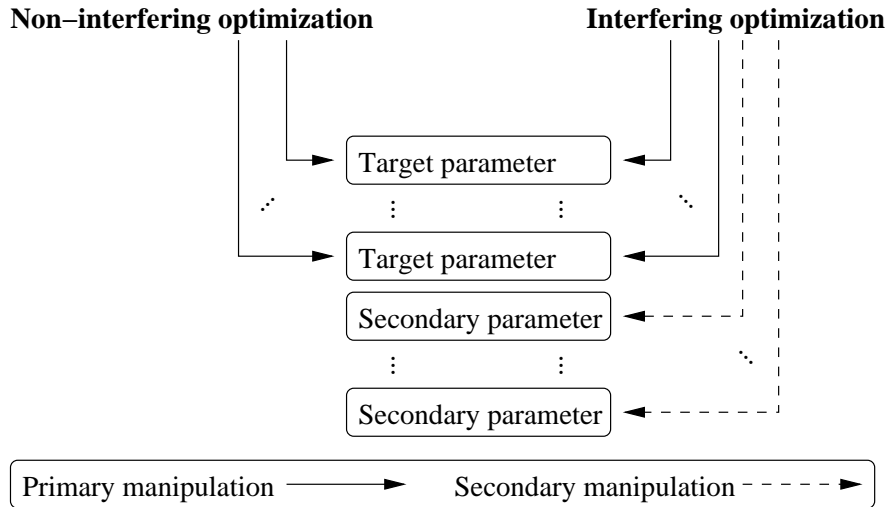 Non−interfering optimization
Interfering optimization
Target parameter
Target parameter
Secondary parameter
Secondary parameter
Primary manipulation
Secondary manipulation